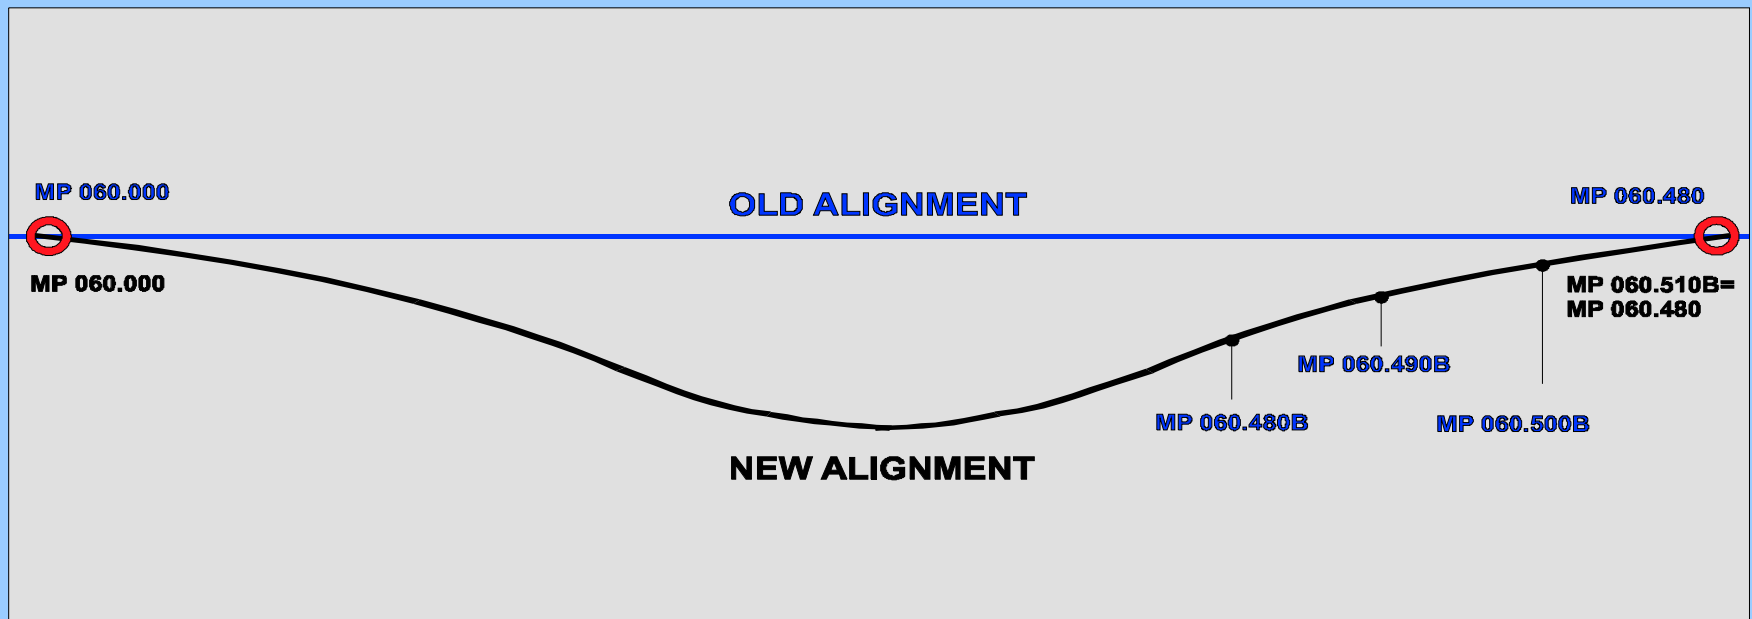 MP 060.000
OLD ALIGNMENT
MP 060.480
MP 060.000
MP 060.510B=
MP 060.480
MP 060.490B
MP 060.480B
MP 060.500B
NEW ALIGNMENT